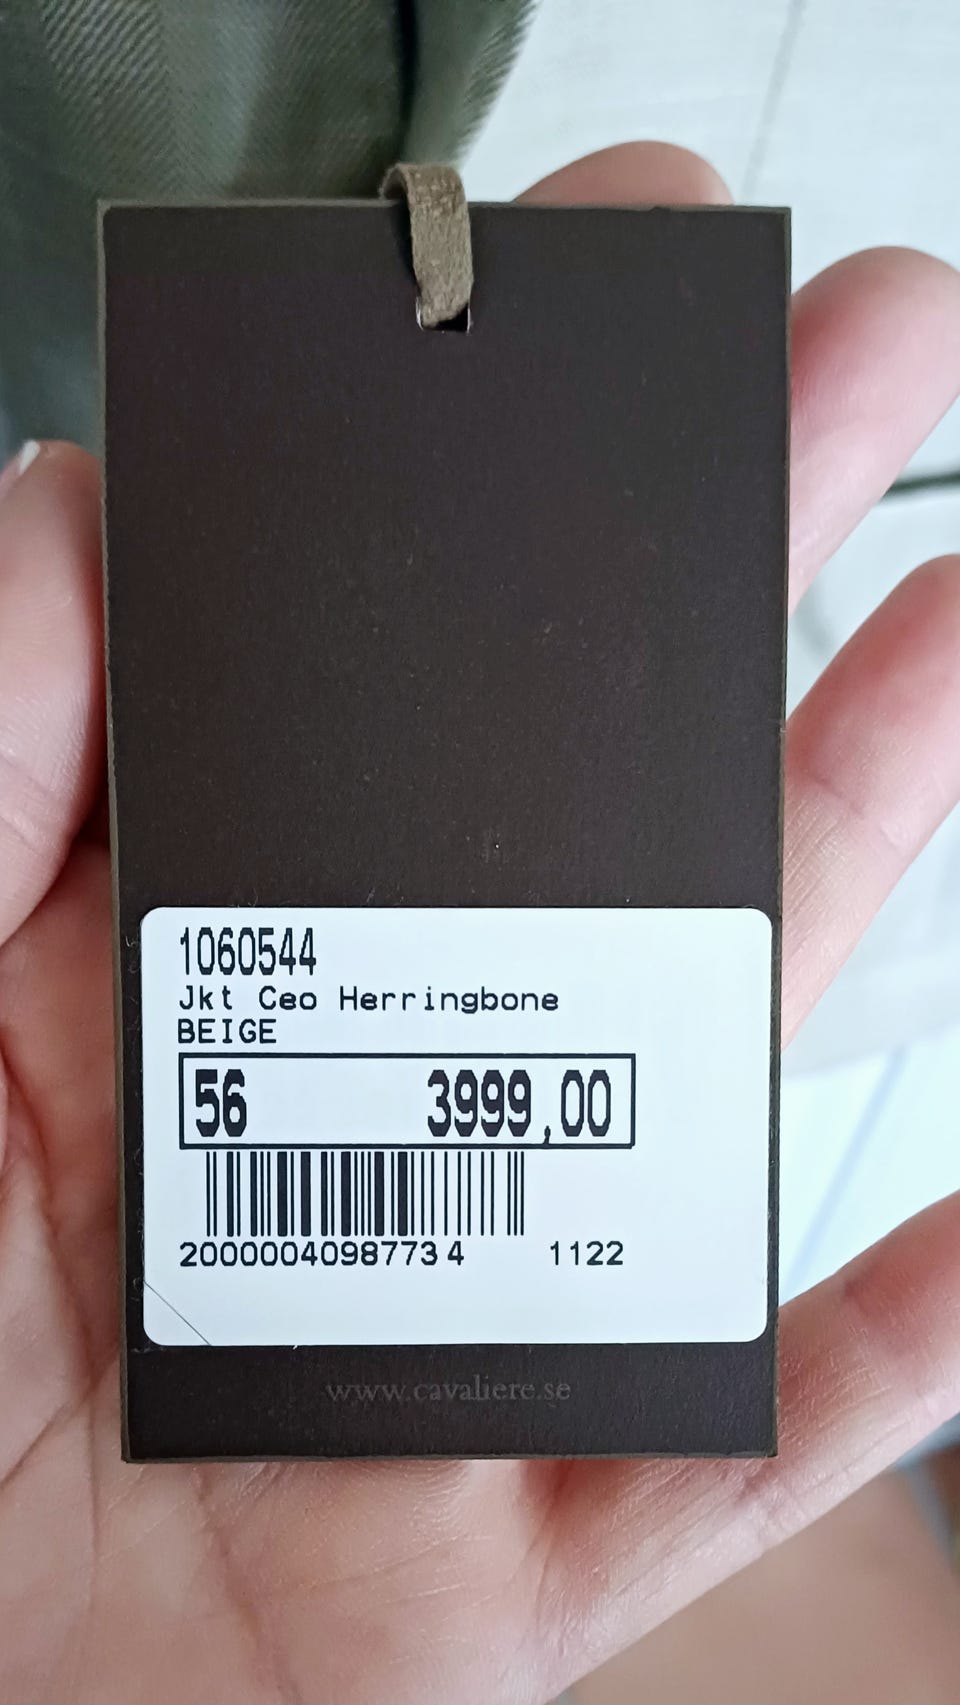 1060544
Jkt Ceo Herringbone
BEIGE
56 3999,00
2000004098773 4 1122
www.cavaliere.se